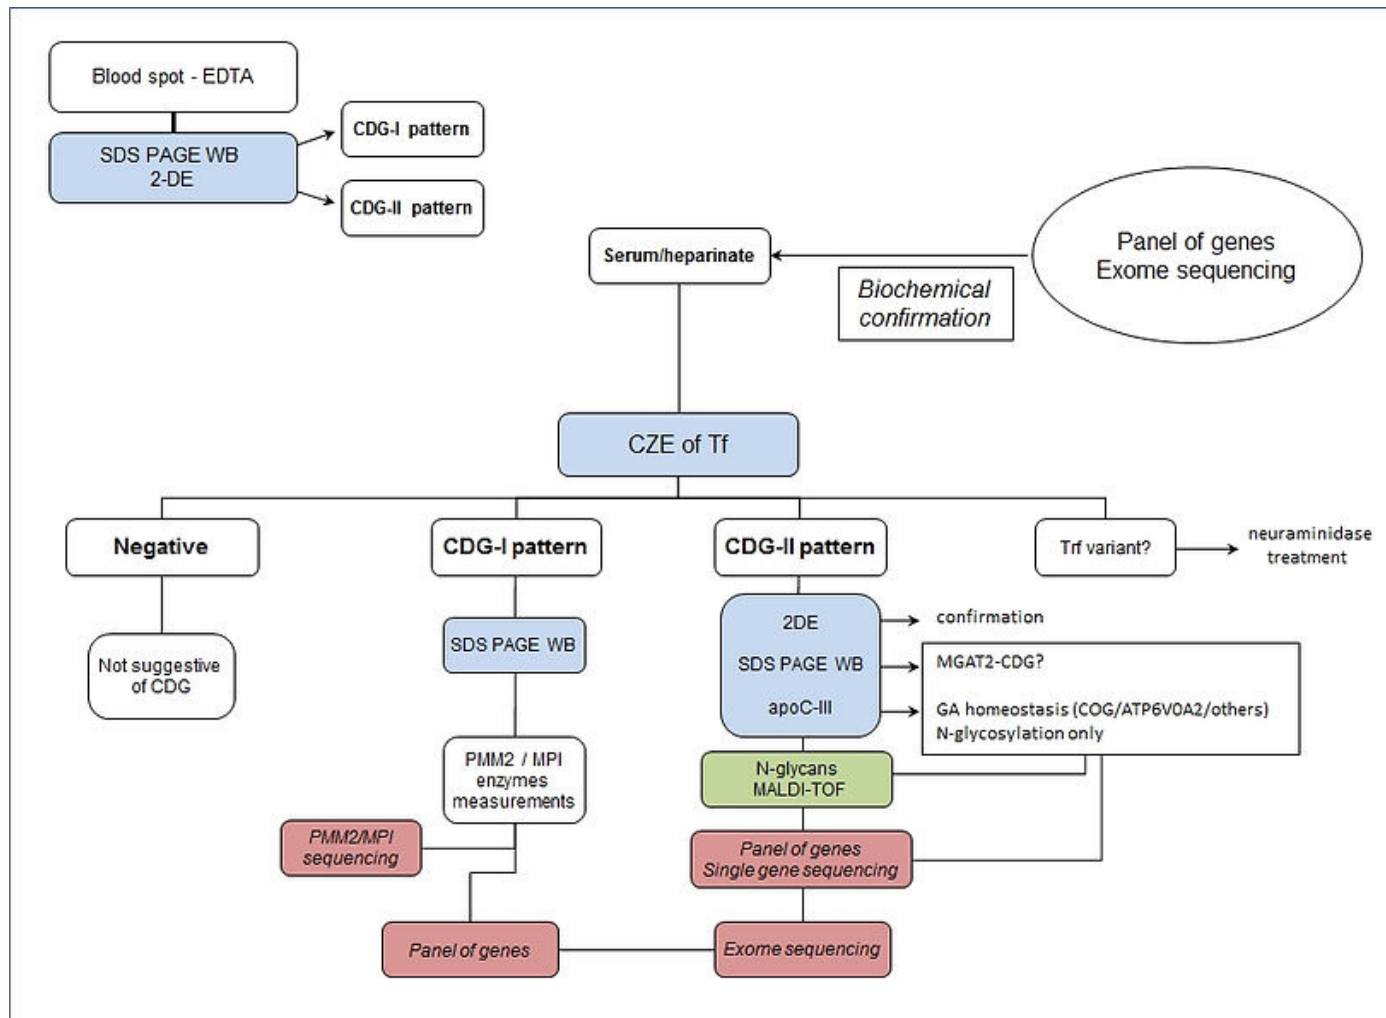 Blood spot - EDTA
SDS PAGE WB
2-DE
CDG-I pattern
CDG-II pattern
Serum/heparinate
Biochemical
confirmation
Panel of genes
Exome sequencing
CZE of Tf
Negative
CDG-I pattern
CDG-II pattern
Trf variant?
neuraminidase
treatment
Not suggestive
of CDG
SDS PAGE WB
2DE
SDS PAGE WB
apoC-III
confirmation
MGAT2-CDG?
GA homeostasis (COG/ATP6V0A2/others)
N-glycosylation only
PMM2 / MPI
enzymes
measurements
N-glycans
MALDI-TOF
PMM2/MPI
sequencing
Panel of genes
Single gene sequencing
Panel of genes
Exome sequencing